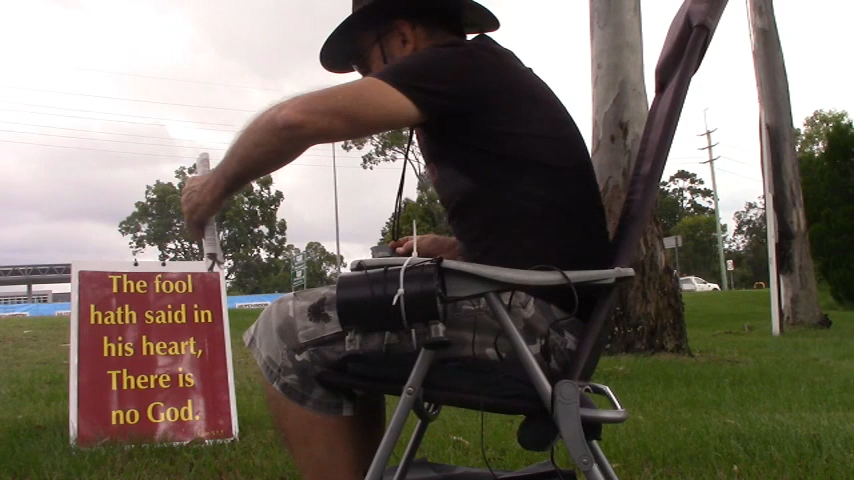 The fool
hath said in
his heart,
There is
no God.